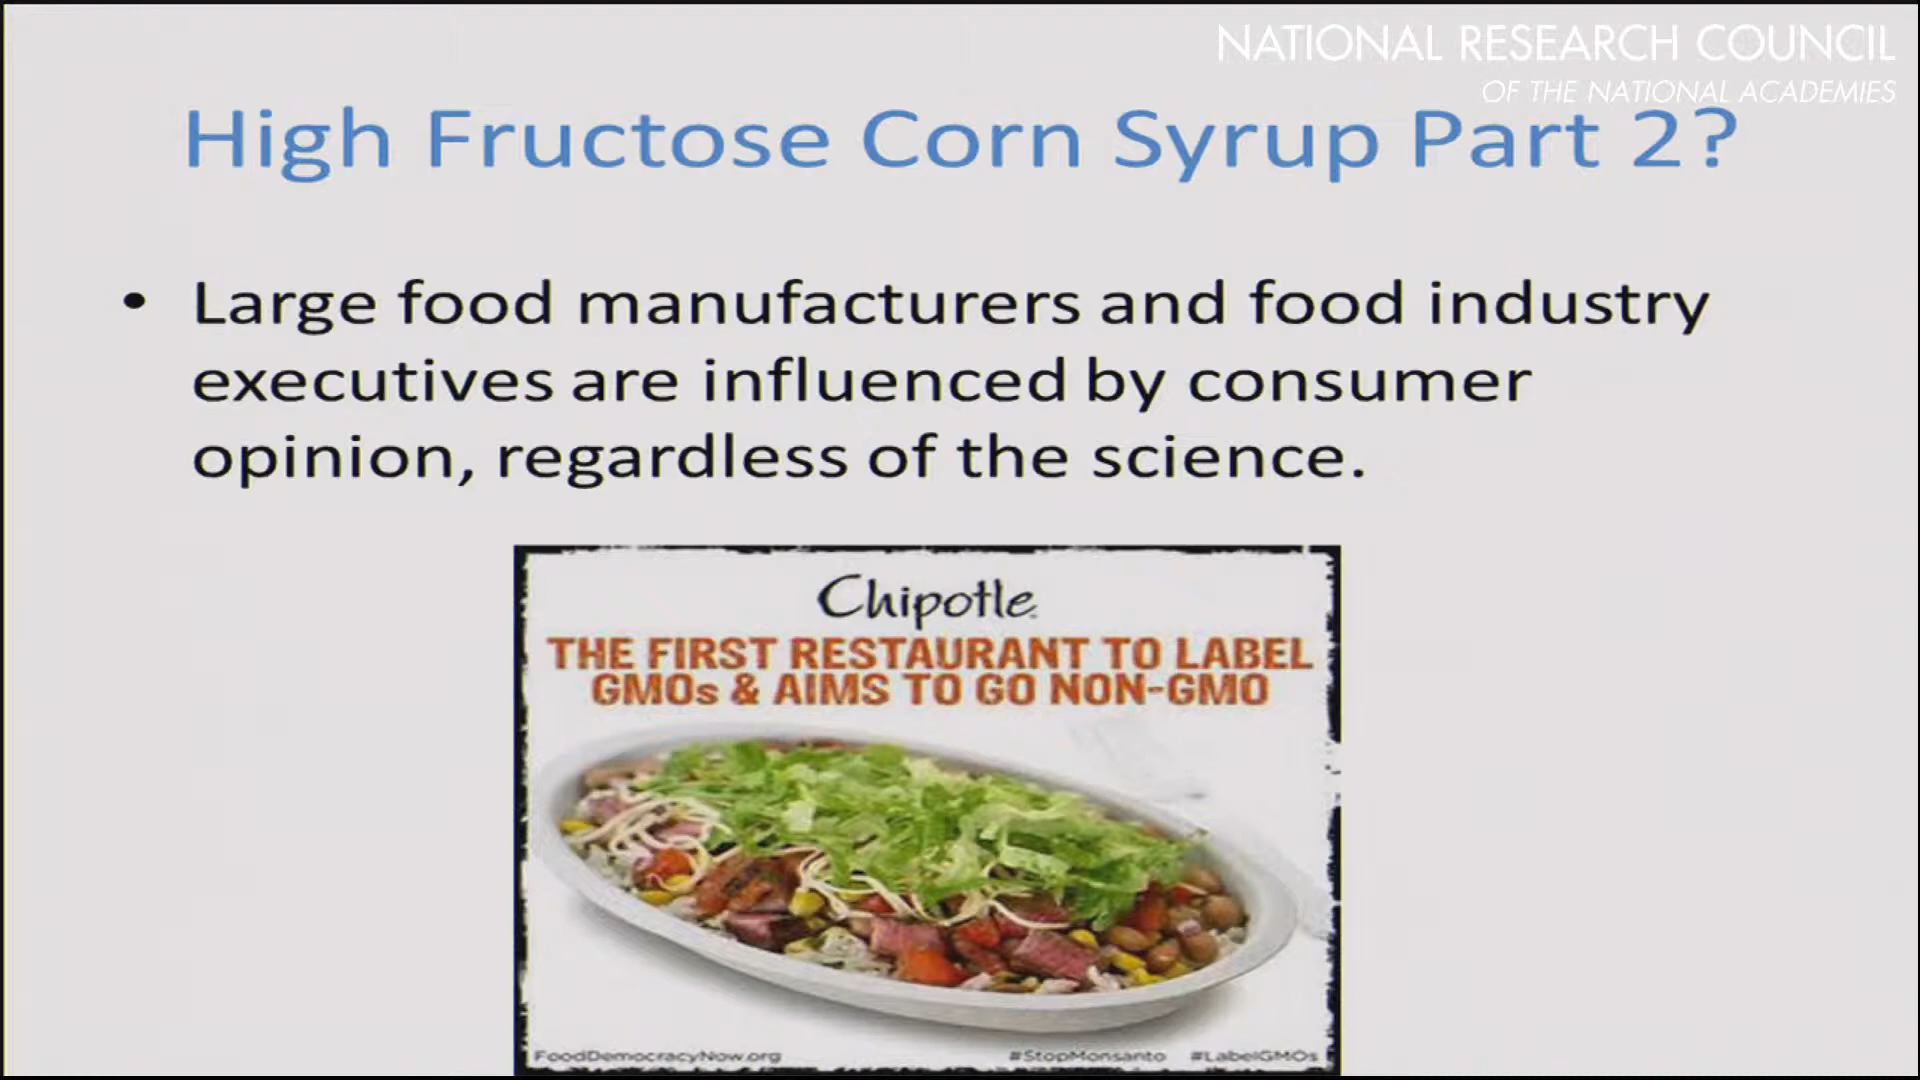 NATIONAL RESEARCH COUNCIL
OF THE NATIONAL ACADEMIES
High Fructose Corn Syrup Part 2?
• Large food manufacturers and food industry
executives are influenced by consumer
opinion, regardless of the science.
Chipotle
THE FIRST RESTAURANT TO LABEL
GMOs & AIMS TO GO NON-GMO
FoodDemocracyNow.org #StopMonsanto #LabelGMOs